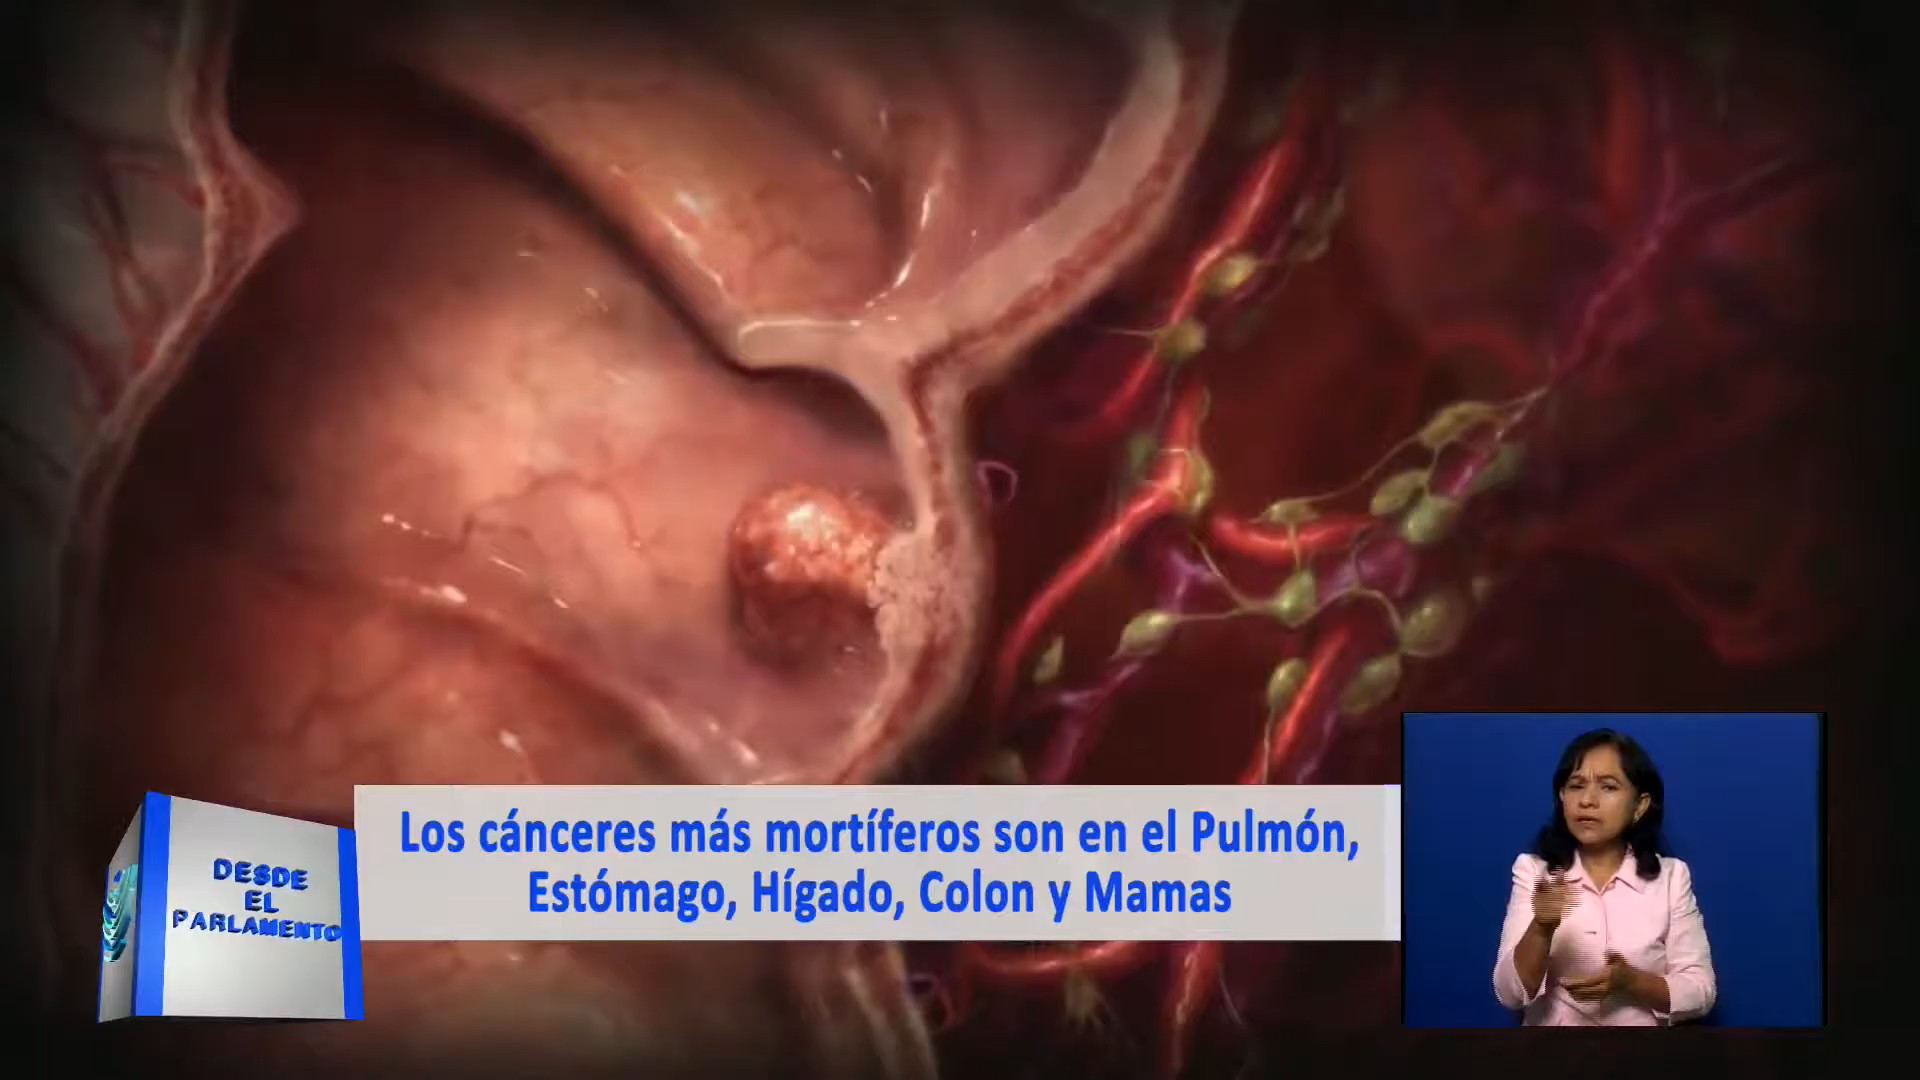 Los cánceres más mortíferos son en el Pulmón,
Estómago, Hígado, Colon y Mamas
DESDE
EL
PARLAMENTO